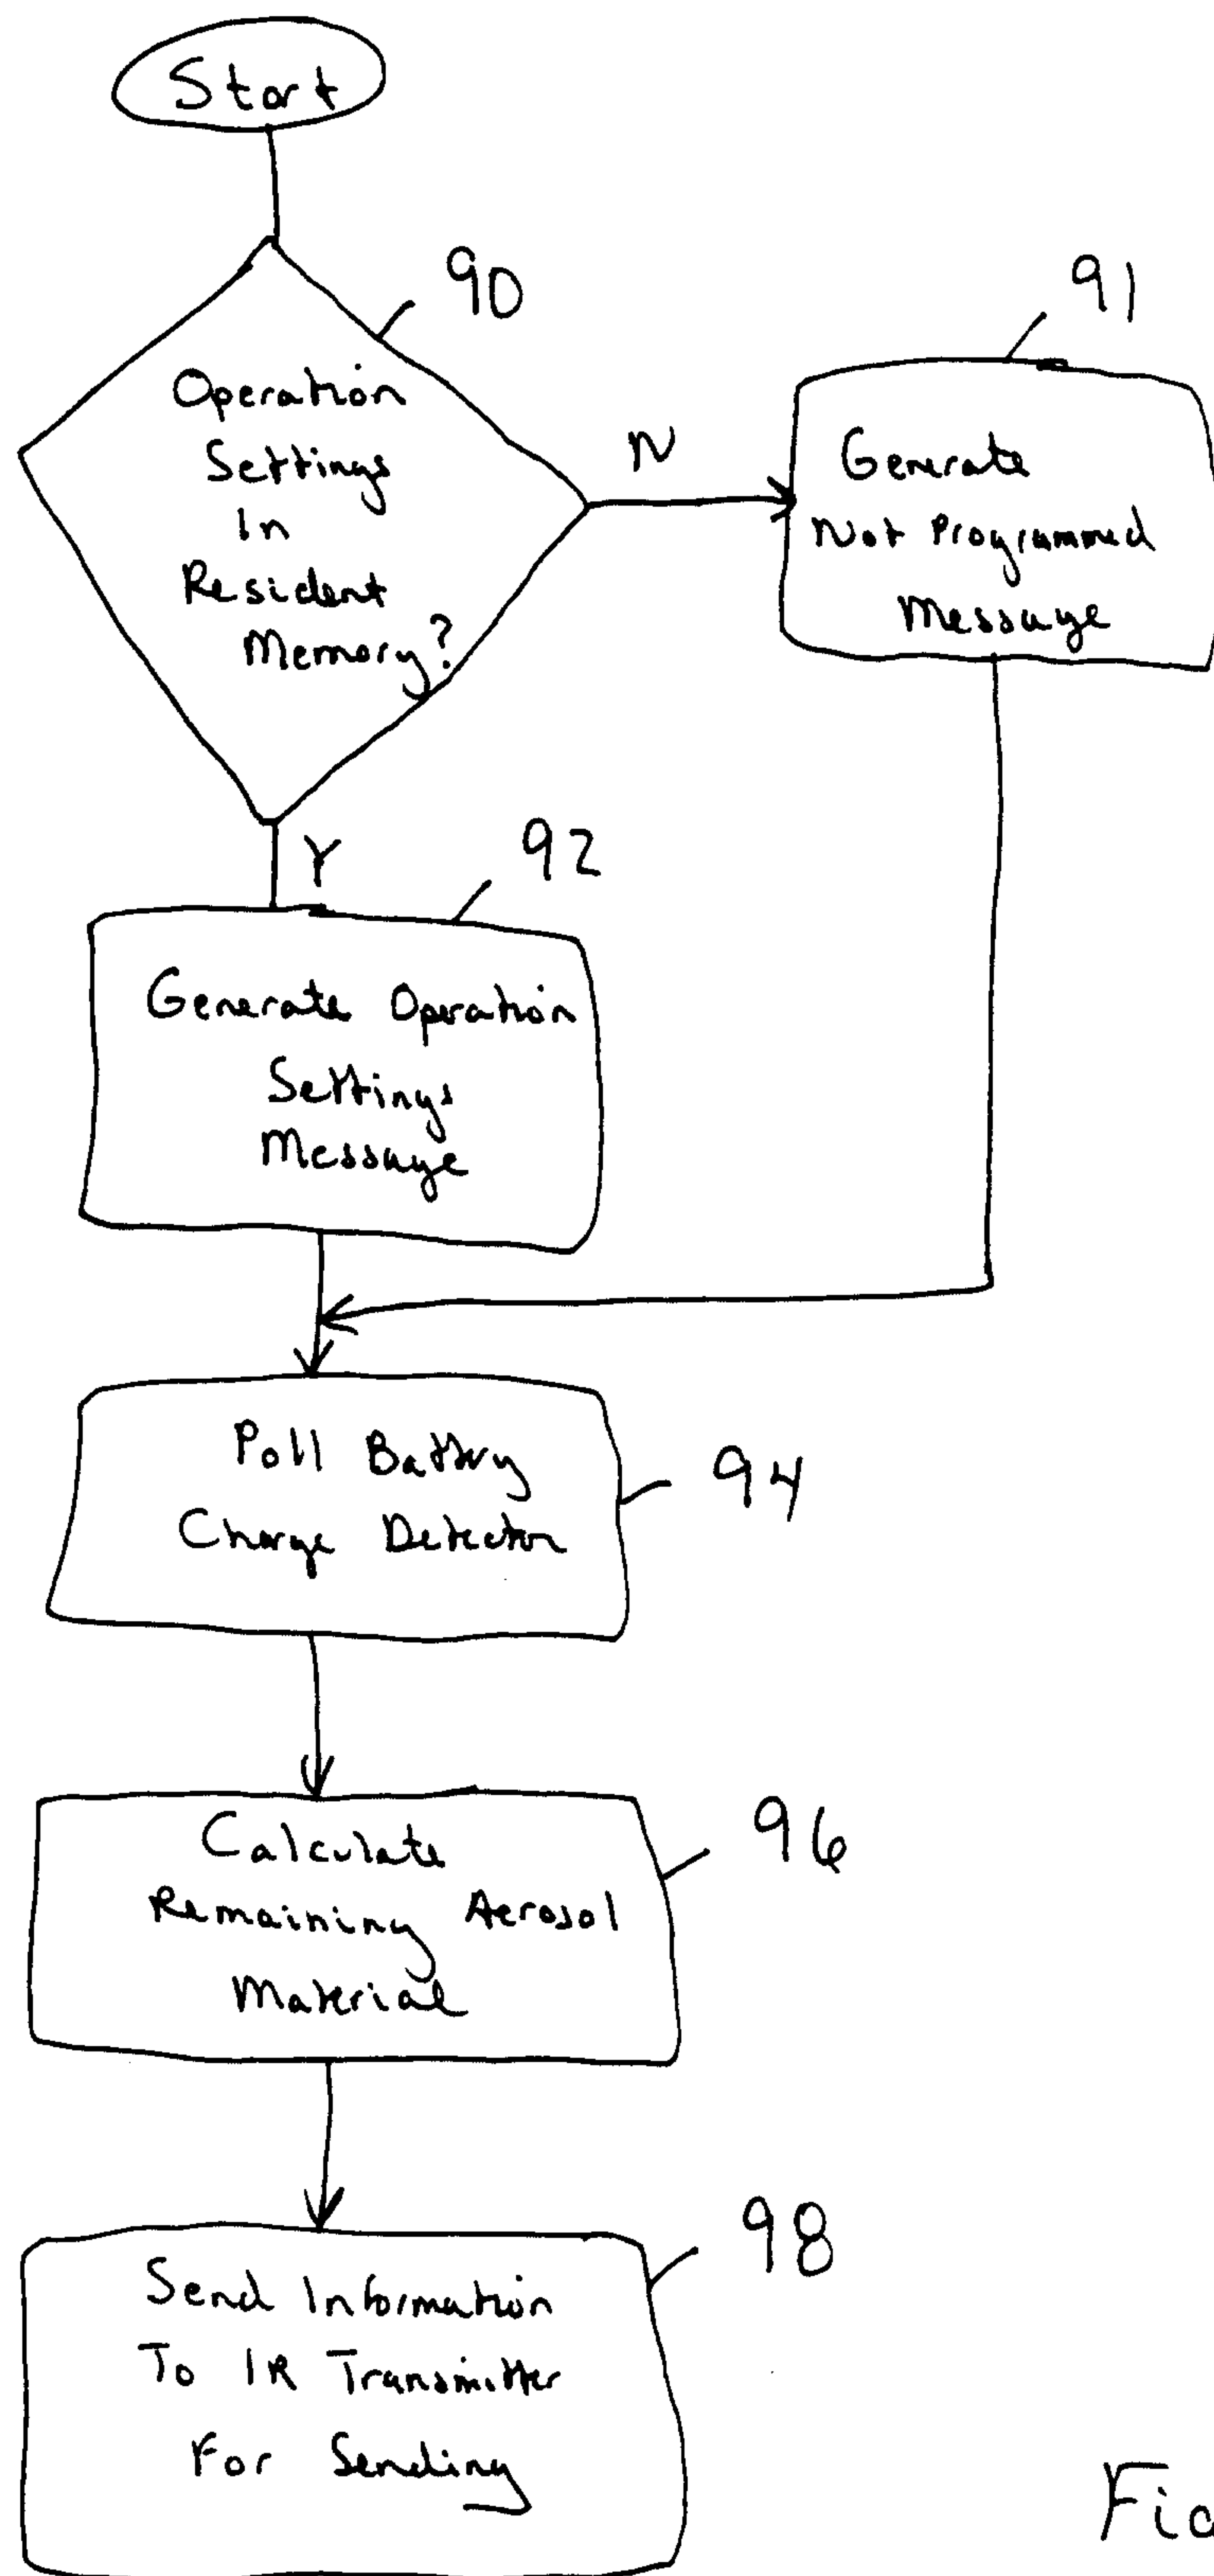 Start
90
Operation
Settings
In
Resident
Memory?
N
91
Generate
Not Programmed
Message
Y
92
Generate Operation
Settings
Message
Poll Battery
Charge Detector
94
Calculate
Remaining Aerosol
Material
96
Send Information
To IR Transmitter
For Sending
98